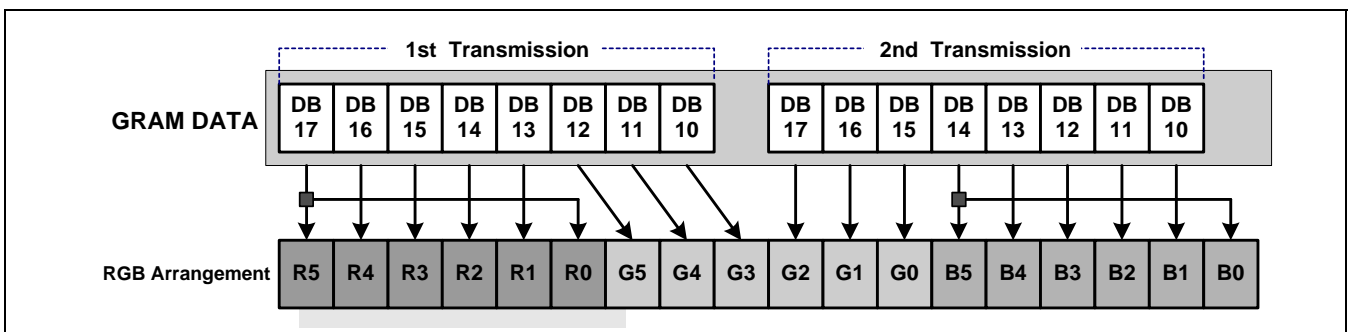 1st Transmission 2nd Transmission
GRAM DATA
DB 17 DB 16 DB 15 DB 14 DB 13 DB 12 DB 11 DB 10 DB 17 DB 16 DB 15 DB 14 DB 13 DB 12 DB 11 DB 10
RGB Arrangement R5 R4 R3 R2 R1 R0 G5 G4 G3 G2 G1 G0 B5 B4 B3 B2 B1 B0